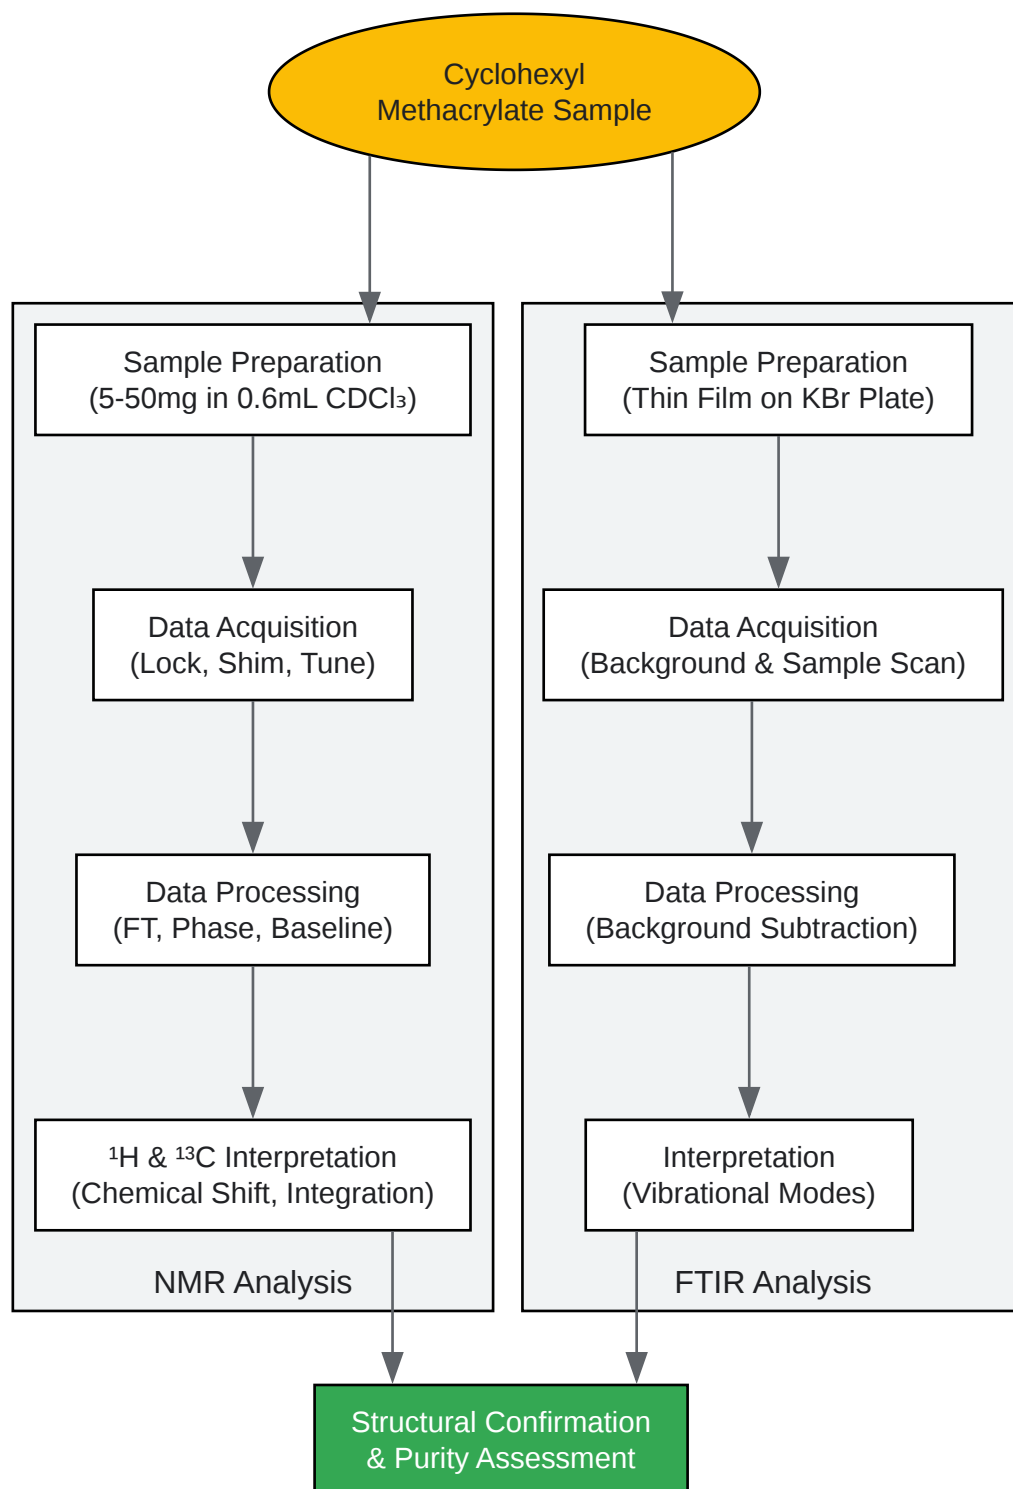 Cyclohexyl
Methacrylate Sample
Sample Preparation
(5-50mg in 0.6mL CDCl₃)
Data Acquisition
(Lock, Shim, Tune)
Data Processing
(FT, Phase, Baseline)
¹H & ¹³C Interpretation
(Chemical Shift, Integration)
NMR Analysis
Sample Preparation
(Thin Film on KBr Plate)
Data Acquisition
(Background & Sample Scan)
Data Processing
(Background Subtraction)
Interpretation
(Vibrational Modes)
FTIR Analysis
Structural Confirmation
& Purity Assessment